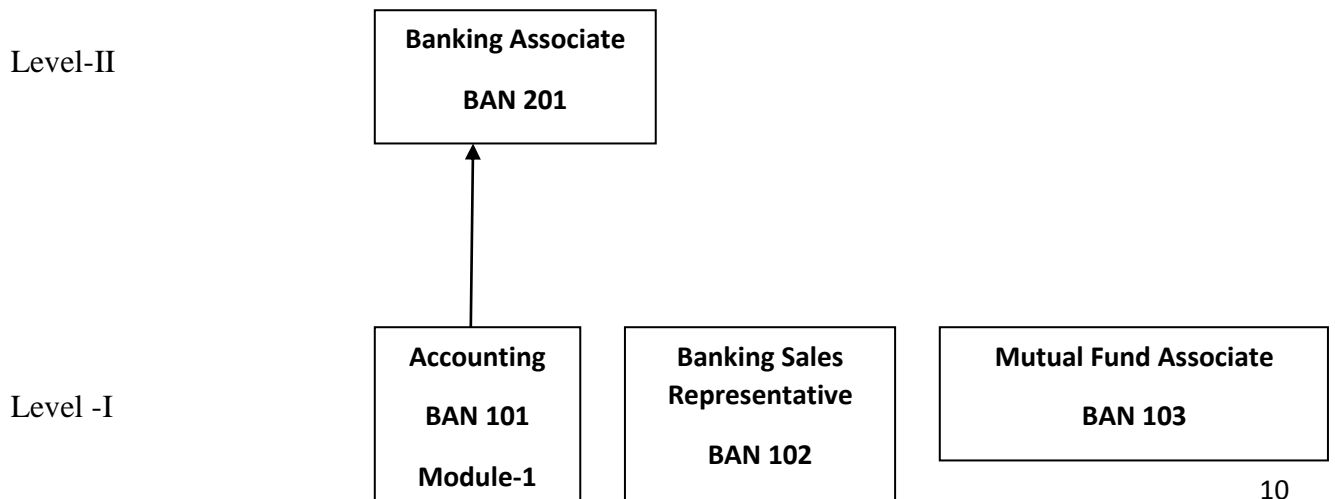 Level-II
Banking Associate
BAN 201
Level -I
Accounting
BAN 101
Module-1
Banking Sales
Representative
BAN 102
Mutual Fund Associate
BAN 103
10